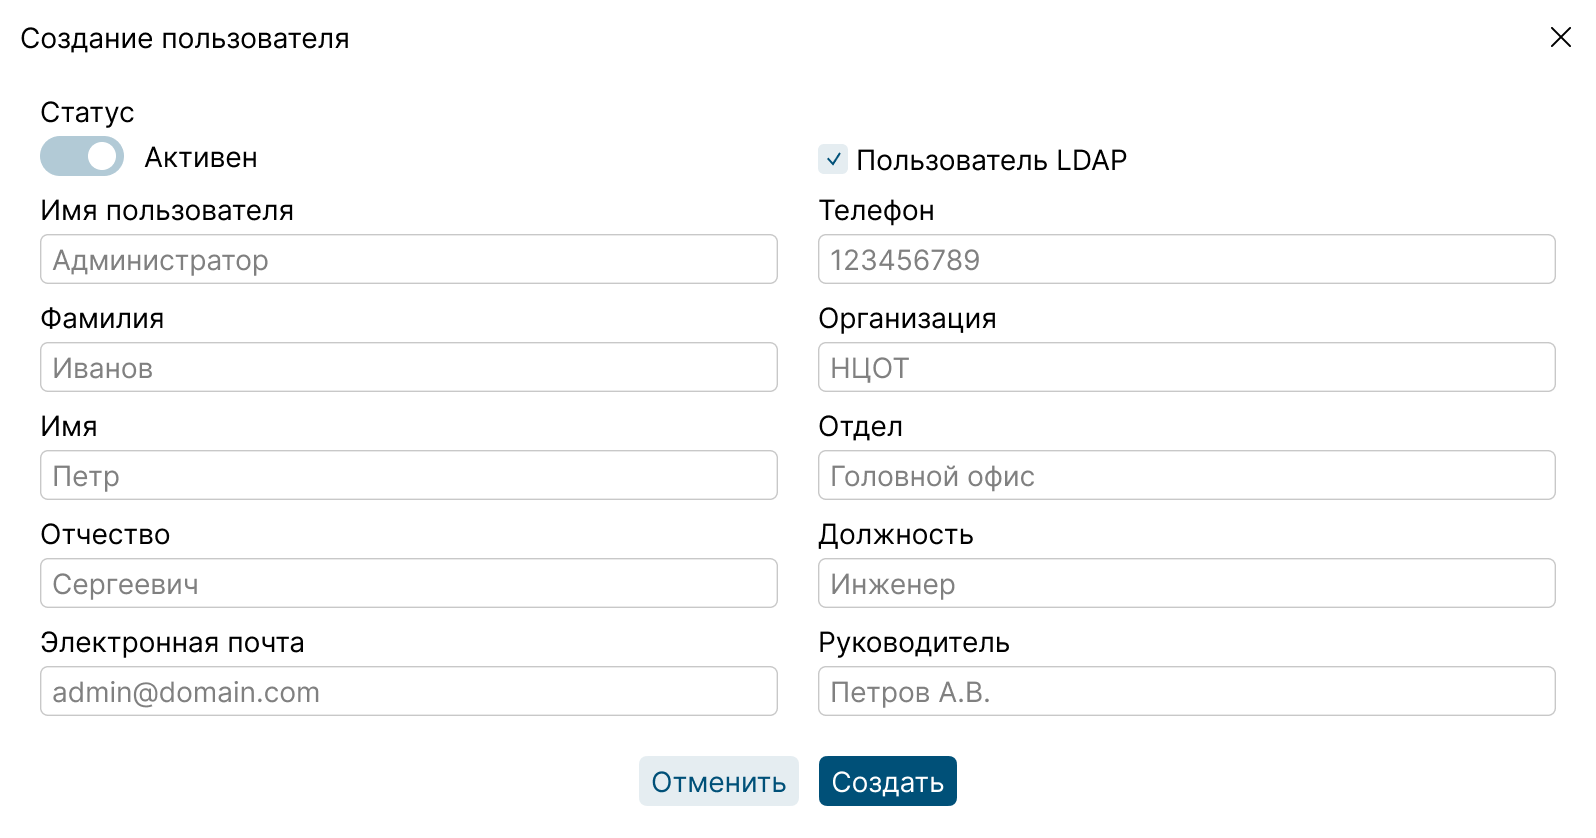 Создание пользователя
Статус
Активен
Пользователь LDAP
Имя пользователя
Администратор
Телефон
123456789
Фамилия
Иванов
Организация
НЦОТ
Имя
Петр
Отдел
Головной офис
Отчество
Сергеевич
Должность
Инженер
Электронная почта
admin@domain.com
Руководитель
Петров А.В.
Отменить
Создать